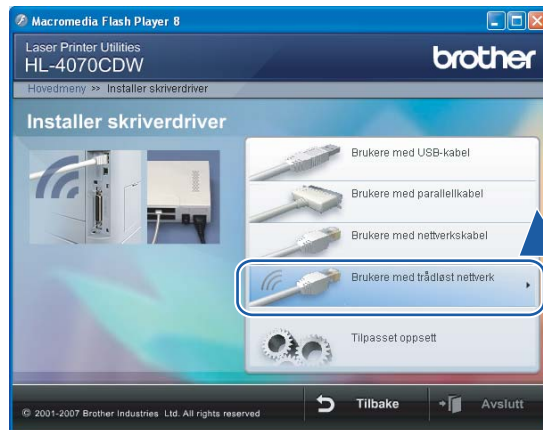 Macromedia Flash Player 8
Laser Printer Utilities
HL-4070CDW
brother
Hovedmeny >> Installer skriverdriver
Installer skriverdriver
Brukere med USB-kabel
Brukere med parallellkabel
Brukere med nettverkskabel
Brukere med trådløst nettverk
Tilpasset oppsett
© 2001-2007 Brother Industries Ltd. All rights reserved
Tilbake
Avslutt